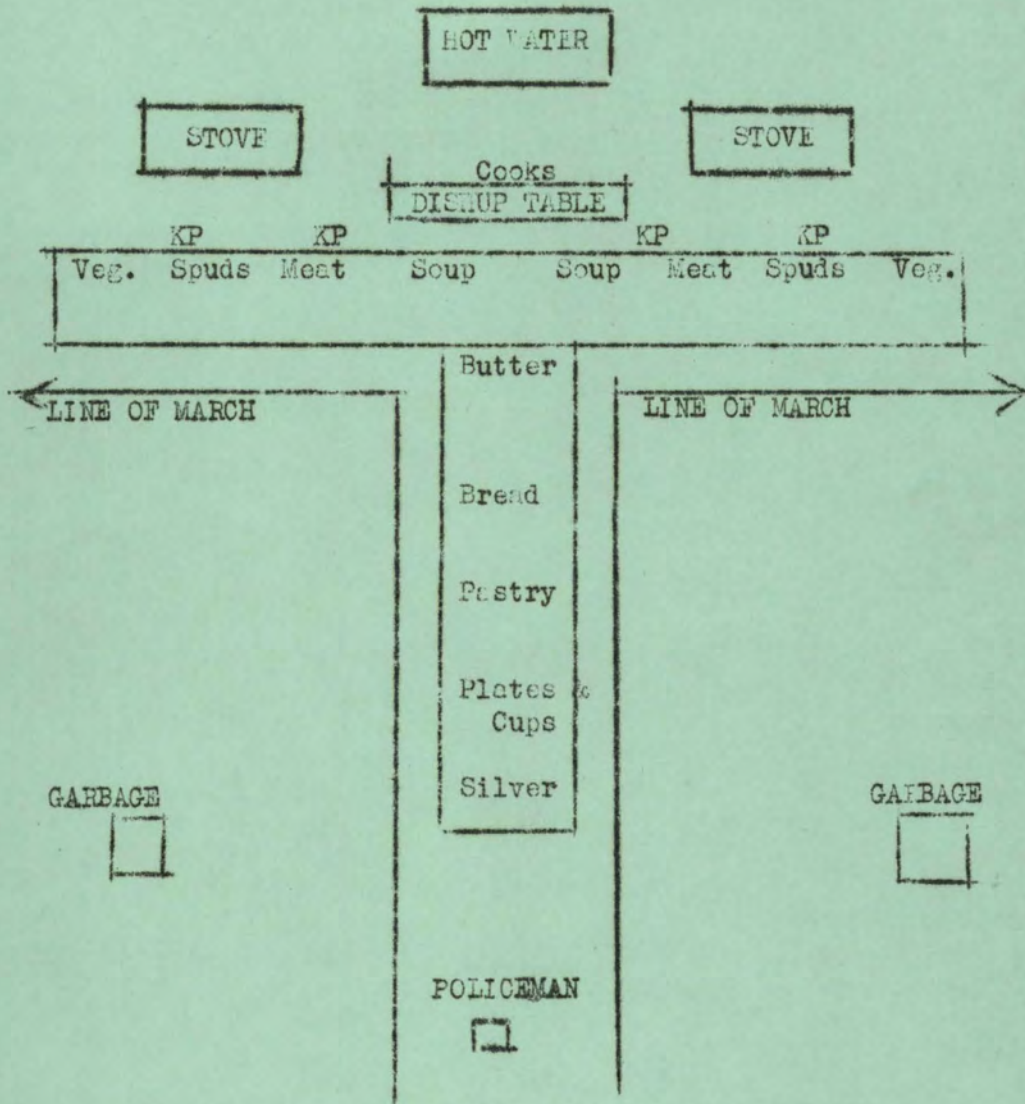 HOT WATER
STOVE STOVE
Cooks
DISHUP TABLE
KP KP KP KP
Veg. Spuds Meat Soup Soup Meat Spuds Veg.
Butter
LINE OF MARCH LINE OF MARCH
Bread
Pastry
Plates &
Cups
Silver
GARBAGE GARBAGE
POLICEMAN